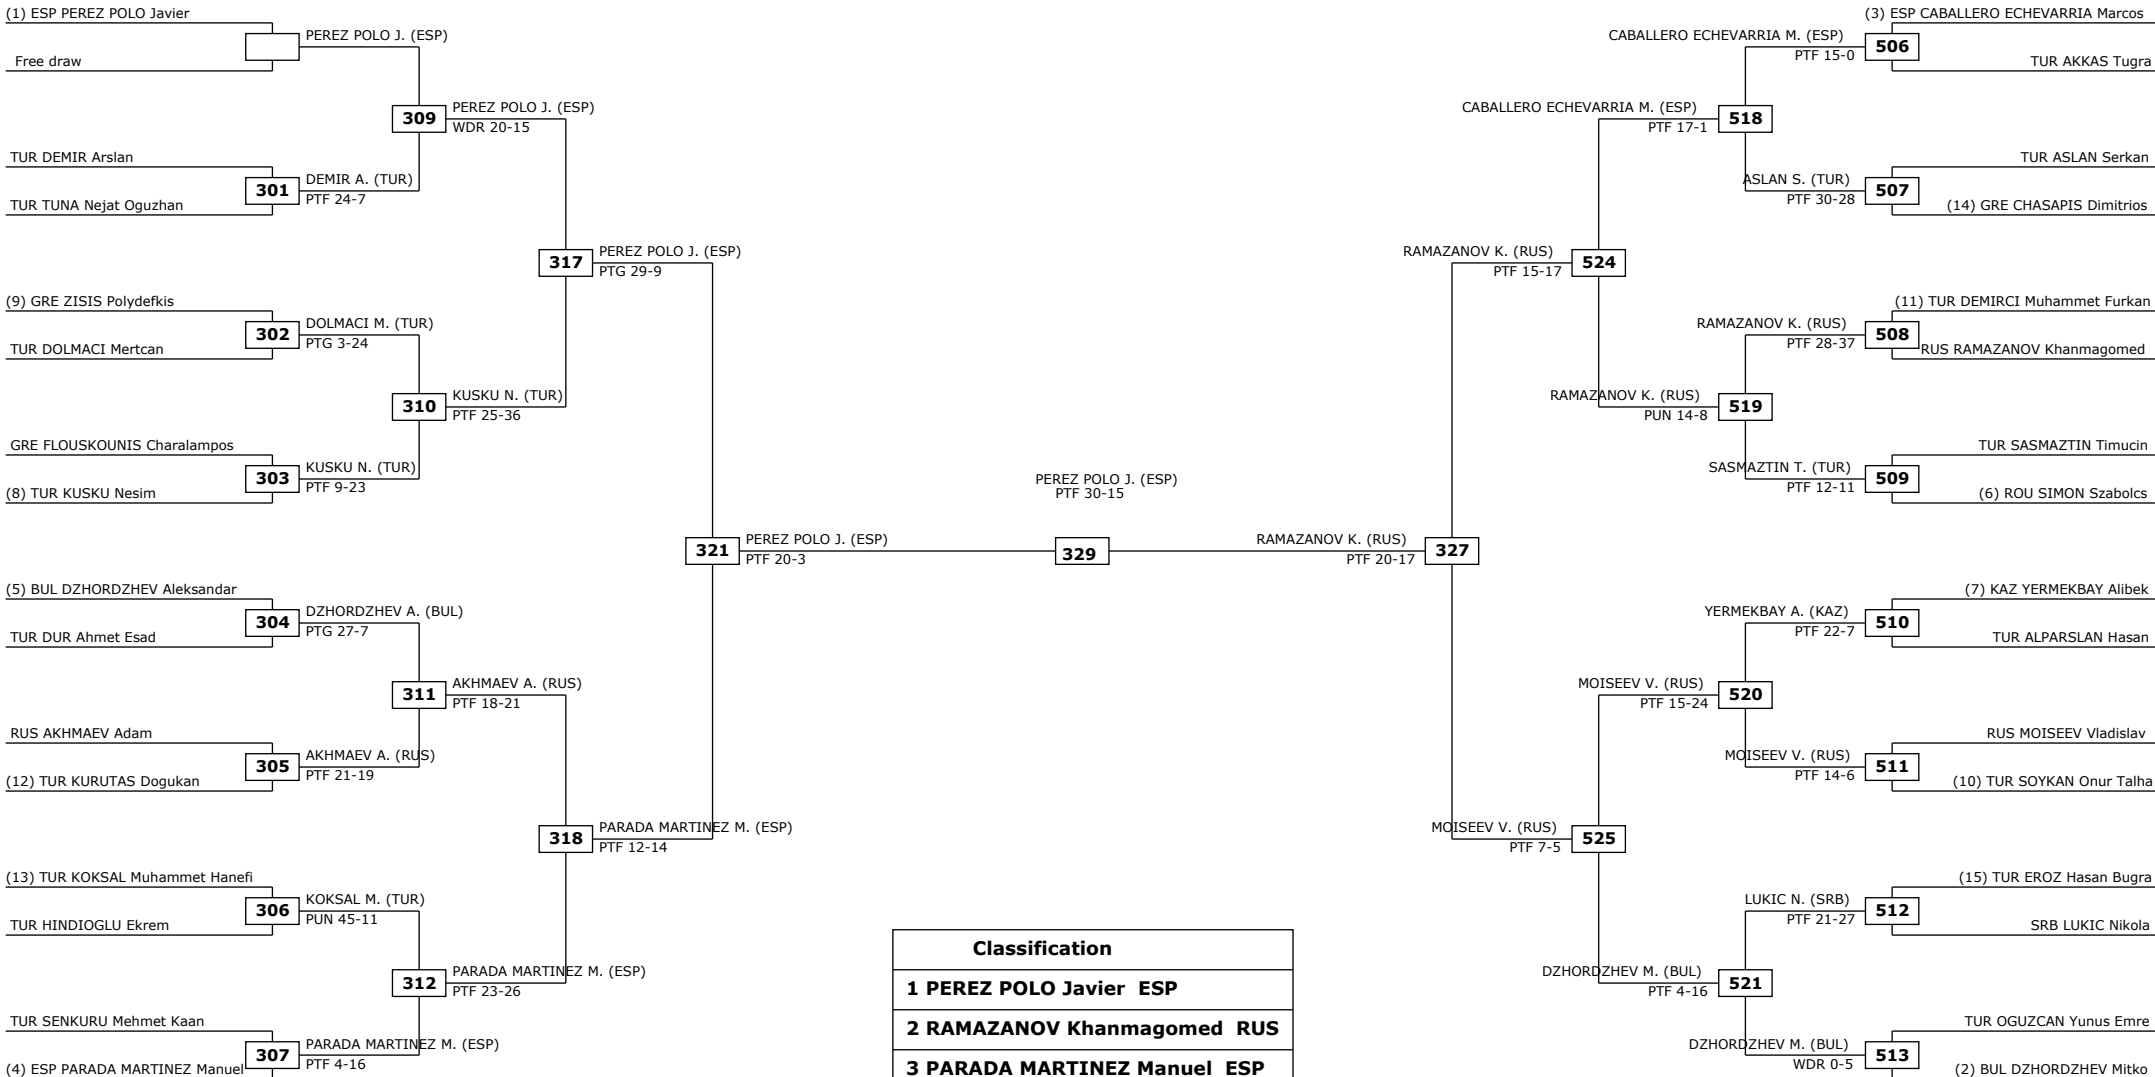 (1) ESP PEREZ POLO Javier
PEREZ POLO J. (ESP)
Free draw
309
PEREZ POLO J. (ESP)
WDR 20-15
TUR DEMIR Arslan
301
DEMIR A. (TUR)
PTF 24-7
TUR TUNA Nejat Oguzhan
317
PEREZ POLO J. (ESP)
PTG 29-9
(9) GRE ZISIS Polydefkis
302
DOLMACI M. (TUR)
PTG 3-24
TUR DOLMACI Mertcan
310
KUSKU N. (TUR)
PTF 25-36
GRE FLOUSKOUNIS Charalampos
303
KUSKU N. (TUR)
PTF 9-23
(8) TUR KUSKU Nesim
321
PEREZ POLO J. (ESP)
PTF 20-3
(5) BUL DZHORDZHEV Aleksandar
304
DZHORDZHEV A. (BUL)
PTG 27-7
TUR DUR Ahmet Esad
311
AKHMAEV A. (RUS)
PTF 18-21
RUS AKHMAEV Adam
305
AKHMAEV A. (RUS)
PTF 21-19
(12) TUR KURUTAS Dogukan
318
PARADA MARTINEZ M. (ESP)
PTF 12-14
(13) TUR KOKSAL Muhammet Hanefi
306
KOKSAL M. (TUR)
PUN 45-11
TUR HINDIOGLU Ekrem
312
PARADA MARTINEZ M. (ESP)
PTF 23-26
TUR SENKURU Mehmet Kaan
307
PARADA MARTINEZ M. (ESP)
PTF 4-16
(4) ESP PARADA MARTINEZ Manuel
PEREZ POLO J. (ESP)
PTF 30-15
329
(3) ESP CABALLERO ECHEVARRIA Marcos
CABALLERO ECHEVARRIA M. (ESP)
PTF 15-0
506
TUR AKKAS Tugra
CABALLERO ECHEVARRIA M. (ESP)
PTF 17-1
518
TUR ASLAN Serkan
ASLAN S. (TUR)
PTF 30-28
507
(14) GRE CHASAPIS Dimitrios
RAMAZANOV K. (RUS)
PTF 15-17
524
(11) TUR DEMIRCI Muhammet Furkan
RAMAZANOV K. (RUS)
PTF 28-37
508
RUS RAMAZANOV Khanmagomed
RAMAZANOV K. (RUS)
PUN 14-8
519
TUR SASMAZTIN Timucin
SASMAZTIN T. (TUR)
PTF 12-11
509
(6) ROU SIMON Szabolcs
RAMAZANOV K. (RUS)
PTF 20-17
327
(7) KAZ YERMEKBAY Alibek
YERMEKBAY A. (KAZ)
PTF 22-7
510
TUR ALPARSLAN Hasan
MOISEEV V. (RUS)
PTF 15-24
520
RUS MOISEEV Vladislav
MOISEEV V. (RUS)
PTF 14-6
511
(10) TUR SOYKAN Onur Talha
MOISEEV V. (RUS)
PTF 7-5
525
(15) TUR EROZ Hasan Bugra
LUKIC N. (SRB)
PTF 21-27
512
SRB LUKIC Nikola
DZHORDZHEV M. (BUL)
PTF 4-16
521
TUR OGUZCAN Yunus Emre
DZHORDZHEV M. (BUL)
WDR 0-5
513
(2) BUL DZHORDZHEV Mitko
Classification
1 PEREZ POLO Javier ESP
2 RAMAZANOV Khanmagomed RUS
3 PARADA MARTINEZ Manuel ESP